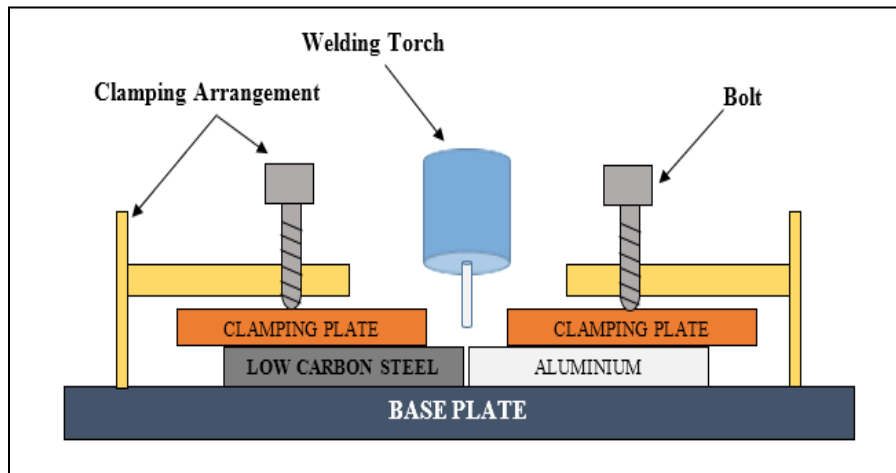 Welding Torch
Clamping Arrangement
Bolt
CLAMPING PLATE
CLAMPING PLATE
LOW CARBON STEEL
ALUMINIUM
BASE PLATE